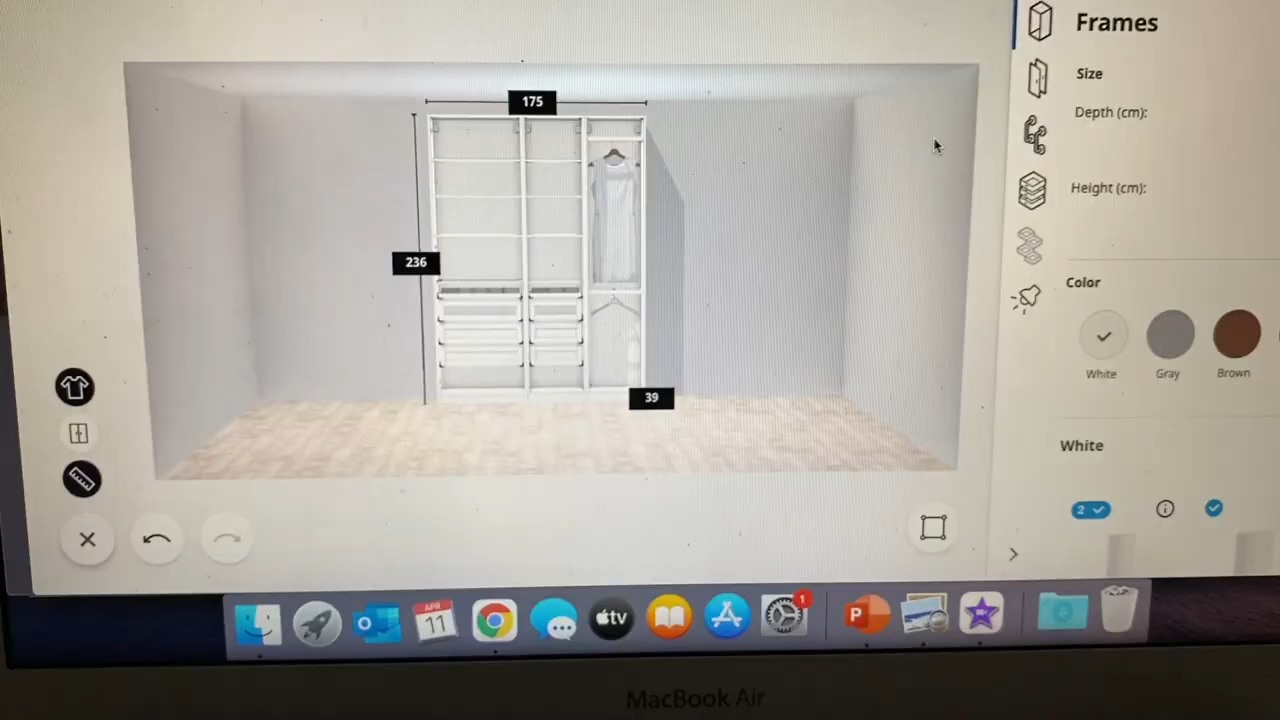 Frames
Size
Depth (cm):
Height (cm):
175
236
39
Color
White
Gray
Brown
White
2
APR
11
tv
1
P
MacBook Air